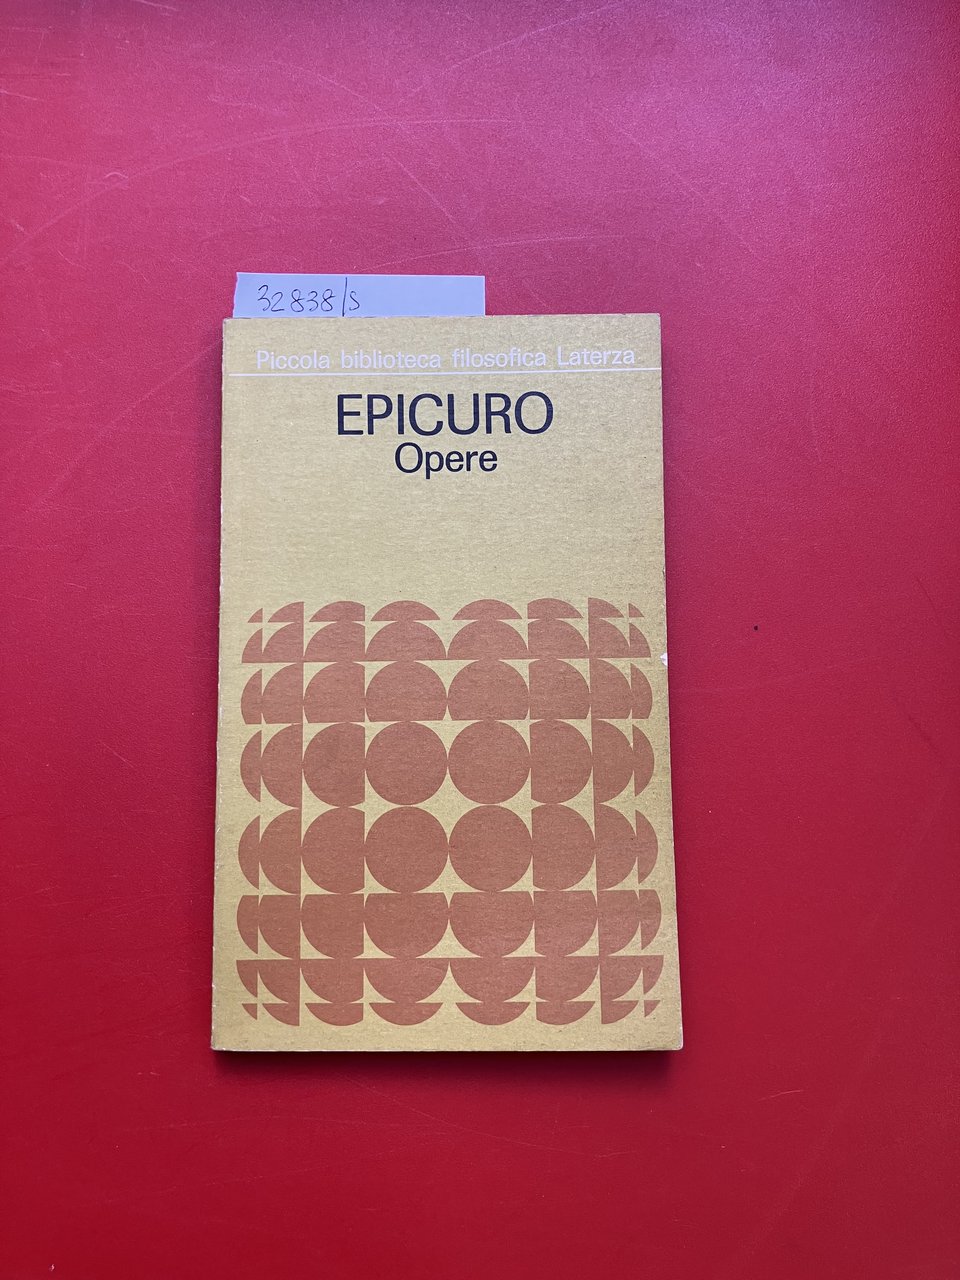 32838/s
Piccola biblioteca filosofica Laterza
EPICURO
Opere